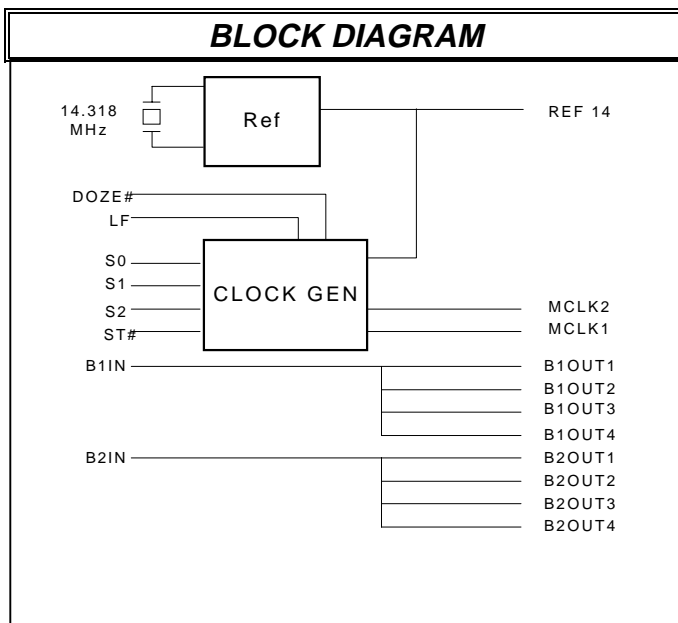 BLOCK DIAGRAM
14.318
MHz
Ref
REF 14
DOZE#
LF
S0
S1
S2
ST#
CLOCK GEN
MCLK2
MCLK1
B1IN
B1OUT1
B1OUT2
B1OUT3
B1OUT4
B2IN
B2OUT1
B2OUT2
B2OUT3
B2OUT4